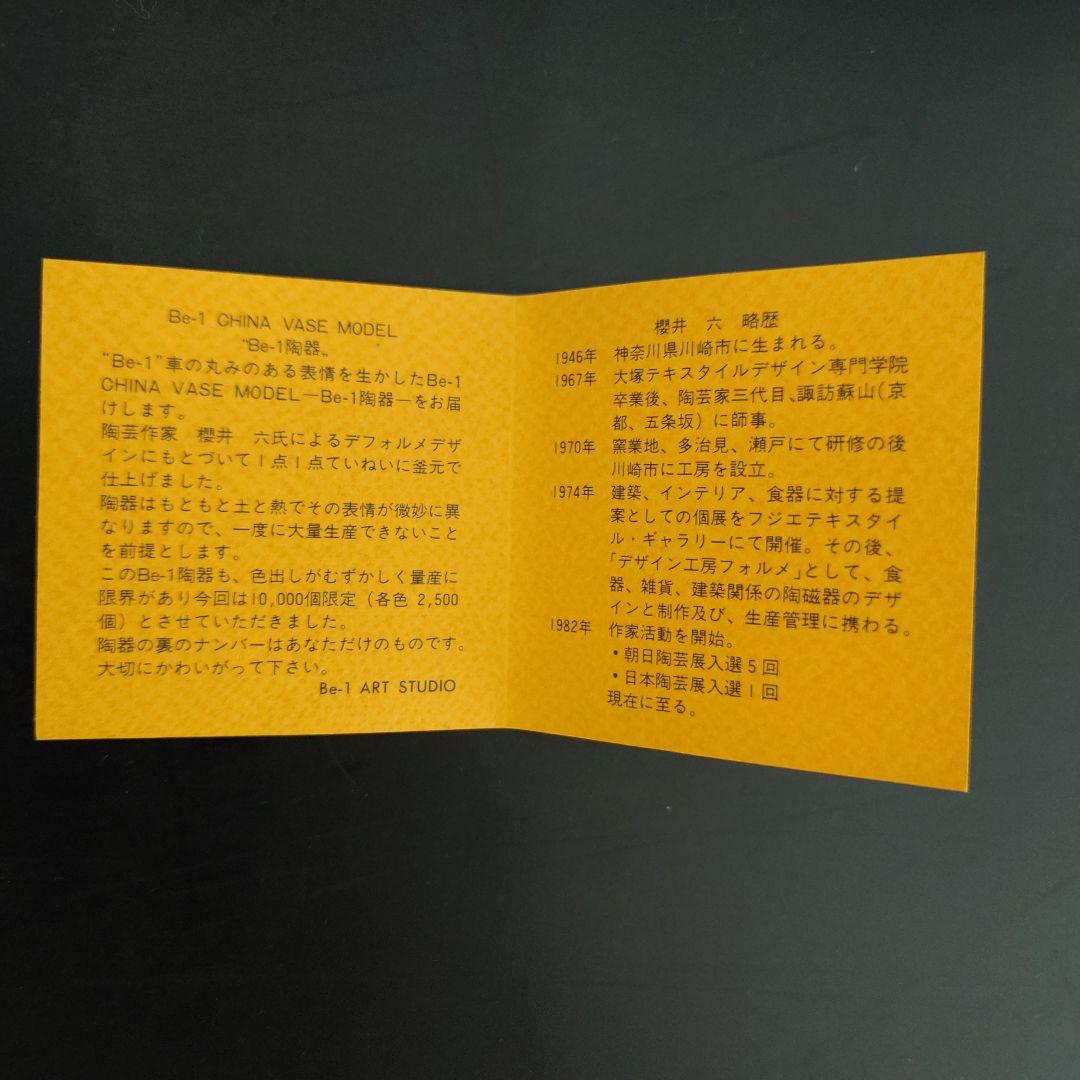 Be-1 CHINA VASE MODEL
"Be-1陶器"
"Be-1"車の丸みのある表情を生かしたBe-1
CHINA VASE MODEL—Be-1陶器—をお届
けします。
陶芸作家 櫻井 六氏によるデフォルメデザ
インにもとづいて1点1点ていねいに釜元で
仕上げました。
陶器はもともと土と熱でその表情が微妙に異
なりますので、一度に大量生産できないこと
を前提とします。
このBe-1陶器も、色出しがむずかしく量産に
限界があり今回は10,000個限定（各色 2,500
個）とさせていただきました。
陶器の裏のナンバーはあなただけのものです。
大切にかわいがって下さい。
Be-1 ART STUDIO
櫻井 六 略歴
1946年 神奈川県川崎市に生まれる。
1967年 大塚テキスタイルデザイン専門学院
卒業後、陶芸家三代目、諏訪蘇山（京
都、五条坂）に師事。
1970年 窯業地、多治見、瀬戸にて研修の後
川崎市に工房を設立。
1974年 建築、インテリア、食器に対する提
案としての個展をフジエテキスタイ
ル・ギャラリーにて開催。その後、
「デザイン工房フォルメ」として、食
器、雑貨、建築関係の陶磁器のデザ
インと制作及び、生産管理に携わる。
1982年 作家活動を開始。
・朝日陶芸展入選5回
・日本陶芸展入選1回
現在に至る。